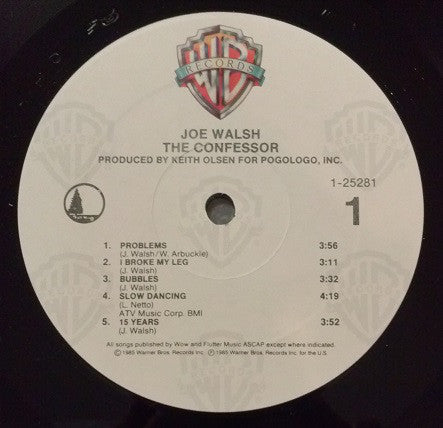 WB
RECORDS
JOE WALSH
THE CONFESSOR
PRODUCED BY KEITH OLSEN FOR POGOLOGO, INC.
1-25281
1
1. PROBLEMS 3:56
(J. Walsh/W. Arbuckle)
2. I BROKE MY LEG 3:11
(J. Walsh)
3. BUBBLES 3:32
(J. Walsh)
4. SLOW DANCING 4:19
(L. Netto)
ATV Music Corp. BMI
5. 15 YEARS 3:52
(J. Walsh)
All songs published by Wow and Flutter Music ASCAP except where indicated.
© 1985 Warner Bros. Records Inc. ℗ 1985 Warner Bros. Records Inc. for the U.S.